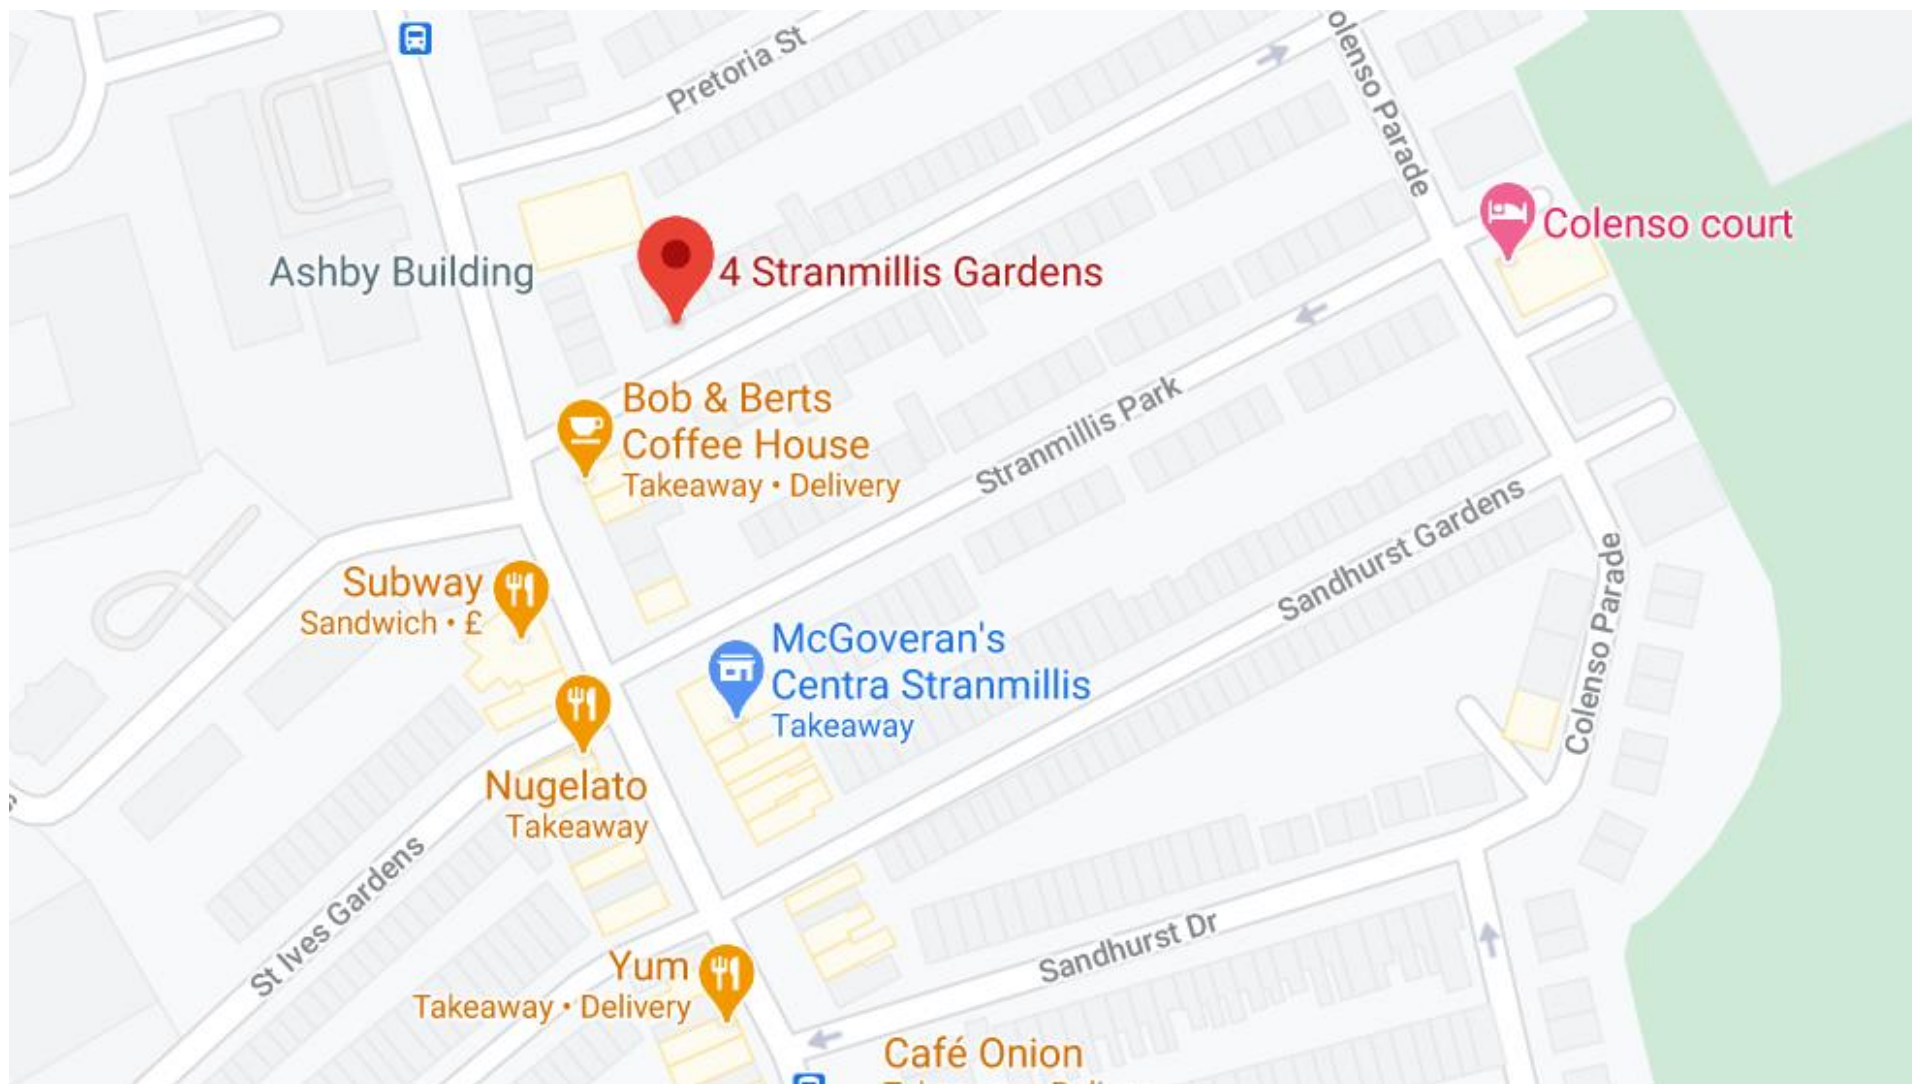 Pretoria St
olenso Parade
Colenso court
Ashby Building
4 Stranmillis Gardens
Bob & Berts
Coffee House
Takeaway • Delivery
Stranmillis Park
Sandhurst Gardens
Subway
Sandwich • £
McGoveran's
Centra Stranmillis
Takeaway
Colenso Parade
Nugelato
Takeaway
St Ives Gardens
Sandhurst Dr
Yum
Takeaway • Delivery
Café Onion